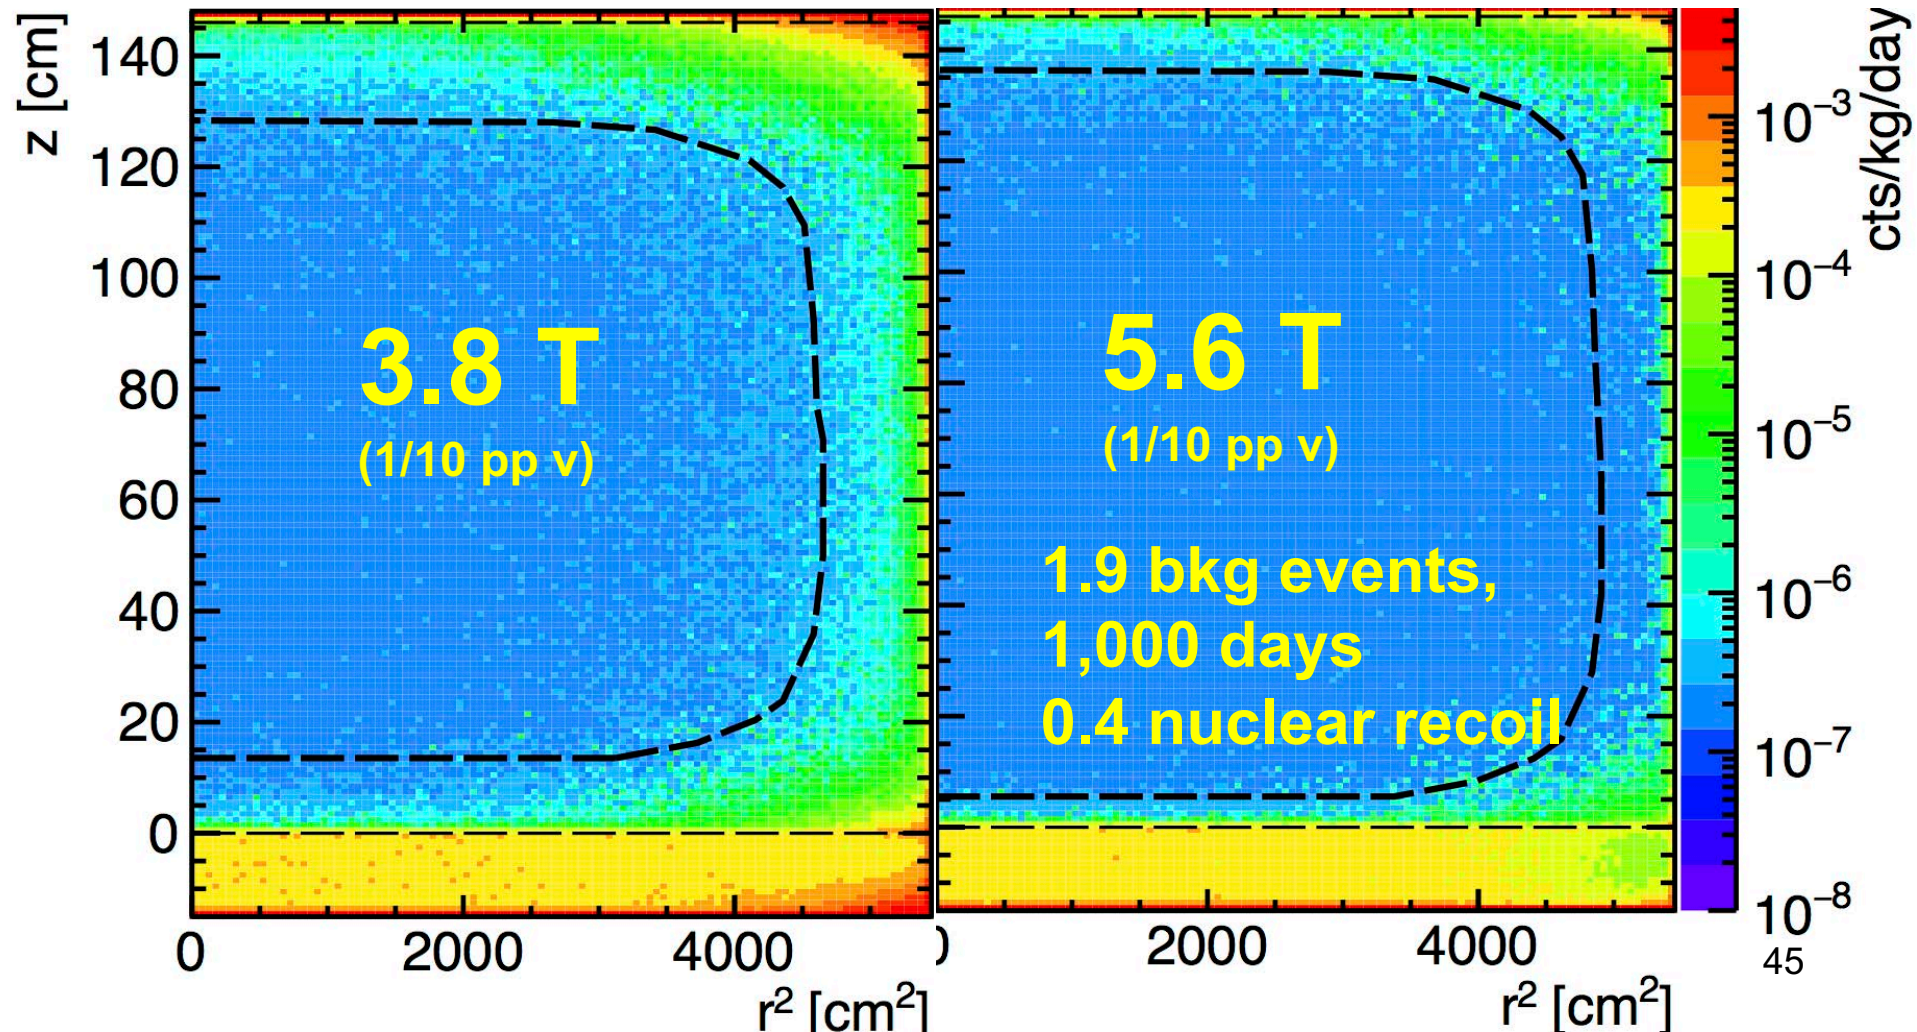 z [cm]
140
120
100
80
60
40
20
0
3.8 T
(1/10 pp ν)
0
2000
4000
r² [cm²]
5.6 T
(1/10 pp ν)
1.9 bkg events,
1,000 days
0.4 nuclear recoil
0
2000
4000
r² [cm²]
cts/kg/day
10⁻³
10⁻⁴
10⁻⁵
10⁻⁶
10⁻⁷
10⁻⁸
45